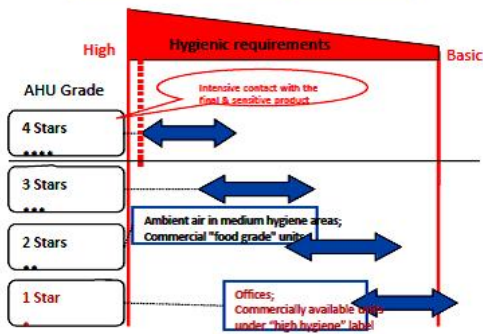 Hygienic requirements
High
Basic
AHU Grade
Intensive contact with the
final & sensitive product
4 Stars
3 Stars
Ambient air in medium hygiene areas;
Commercial "food grade" units
2 Stars
1 Star
Offices;
Commercially available units
under "high hygiene" label